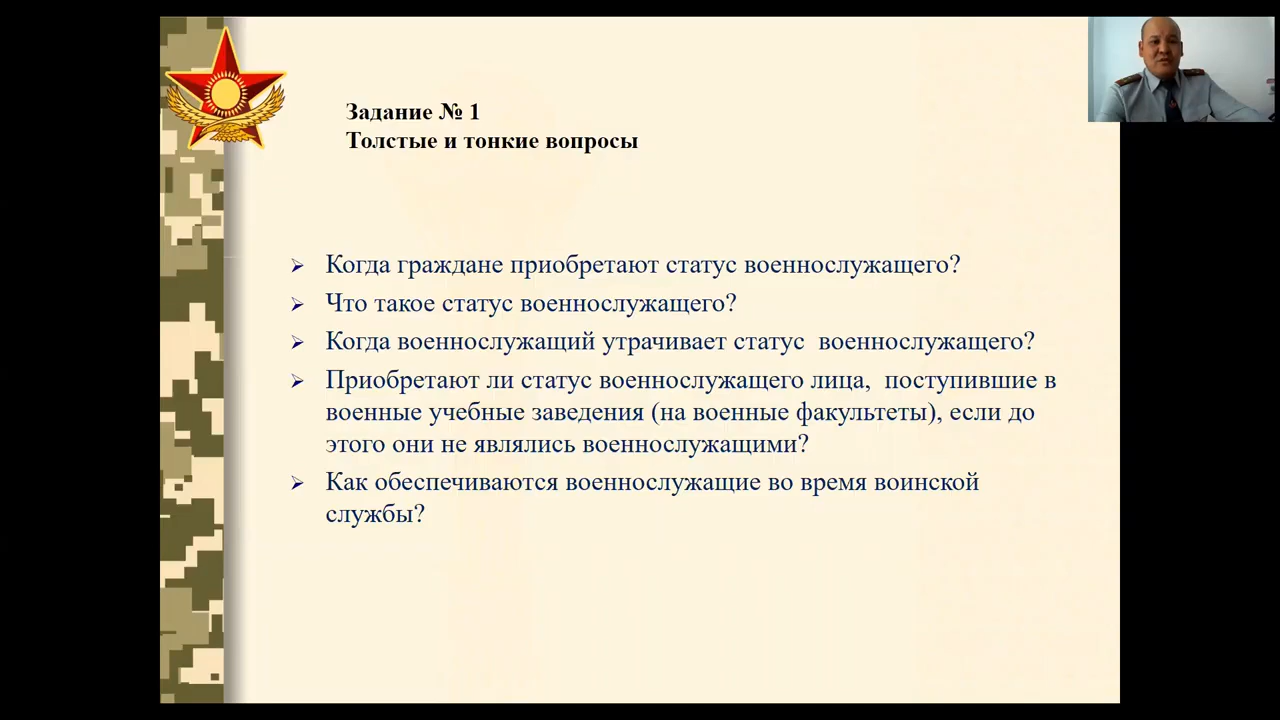 Задание № 1
Толстые и тонкие вопросы
Когда граждане приобретают статус военнослужащего?
Что такое статус военнослужащего?
Когда военнослужащий утрачивает статус  военнослужащего?
Приобретают ли статус военнослужащего лица,  поступившие в
военные учебные заведения (на военные факультеты), если до
этого они не являлись военнослужащими?
Как обеспечиваются военнослужащие во время воинской
службы?